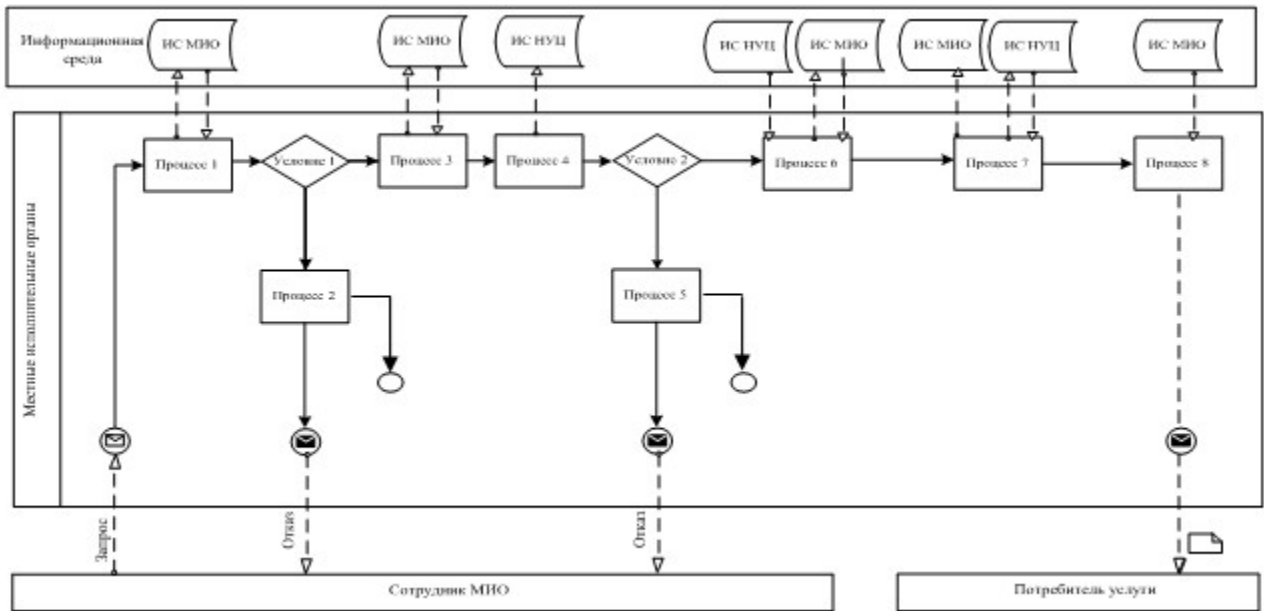 Информационная
среда
ИС МИО
ИС МИО
ИС НУЦ
ИС НУЦ
ИС МИО
ИС МИО
ИС НУЦ
ИС МИО
Местные исполнительные органы
Процесс 1
Условие 1
Процесс 3
Процесс 4
Условие 2
Процесс 6
Процесс 7
Процесс 8
Процесс 2
Процесс 5
Запрос
Отказ
Отказ
Сотрудник МИО
Потребитель услуги